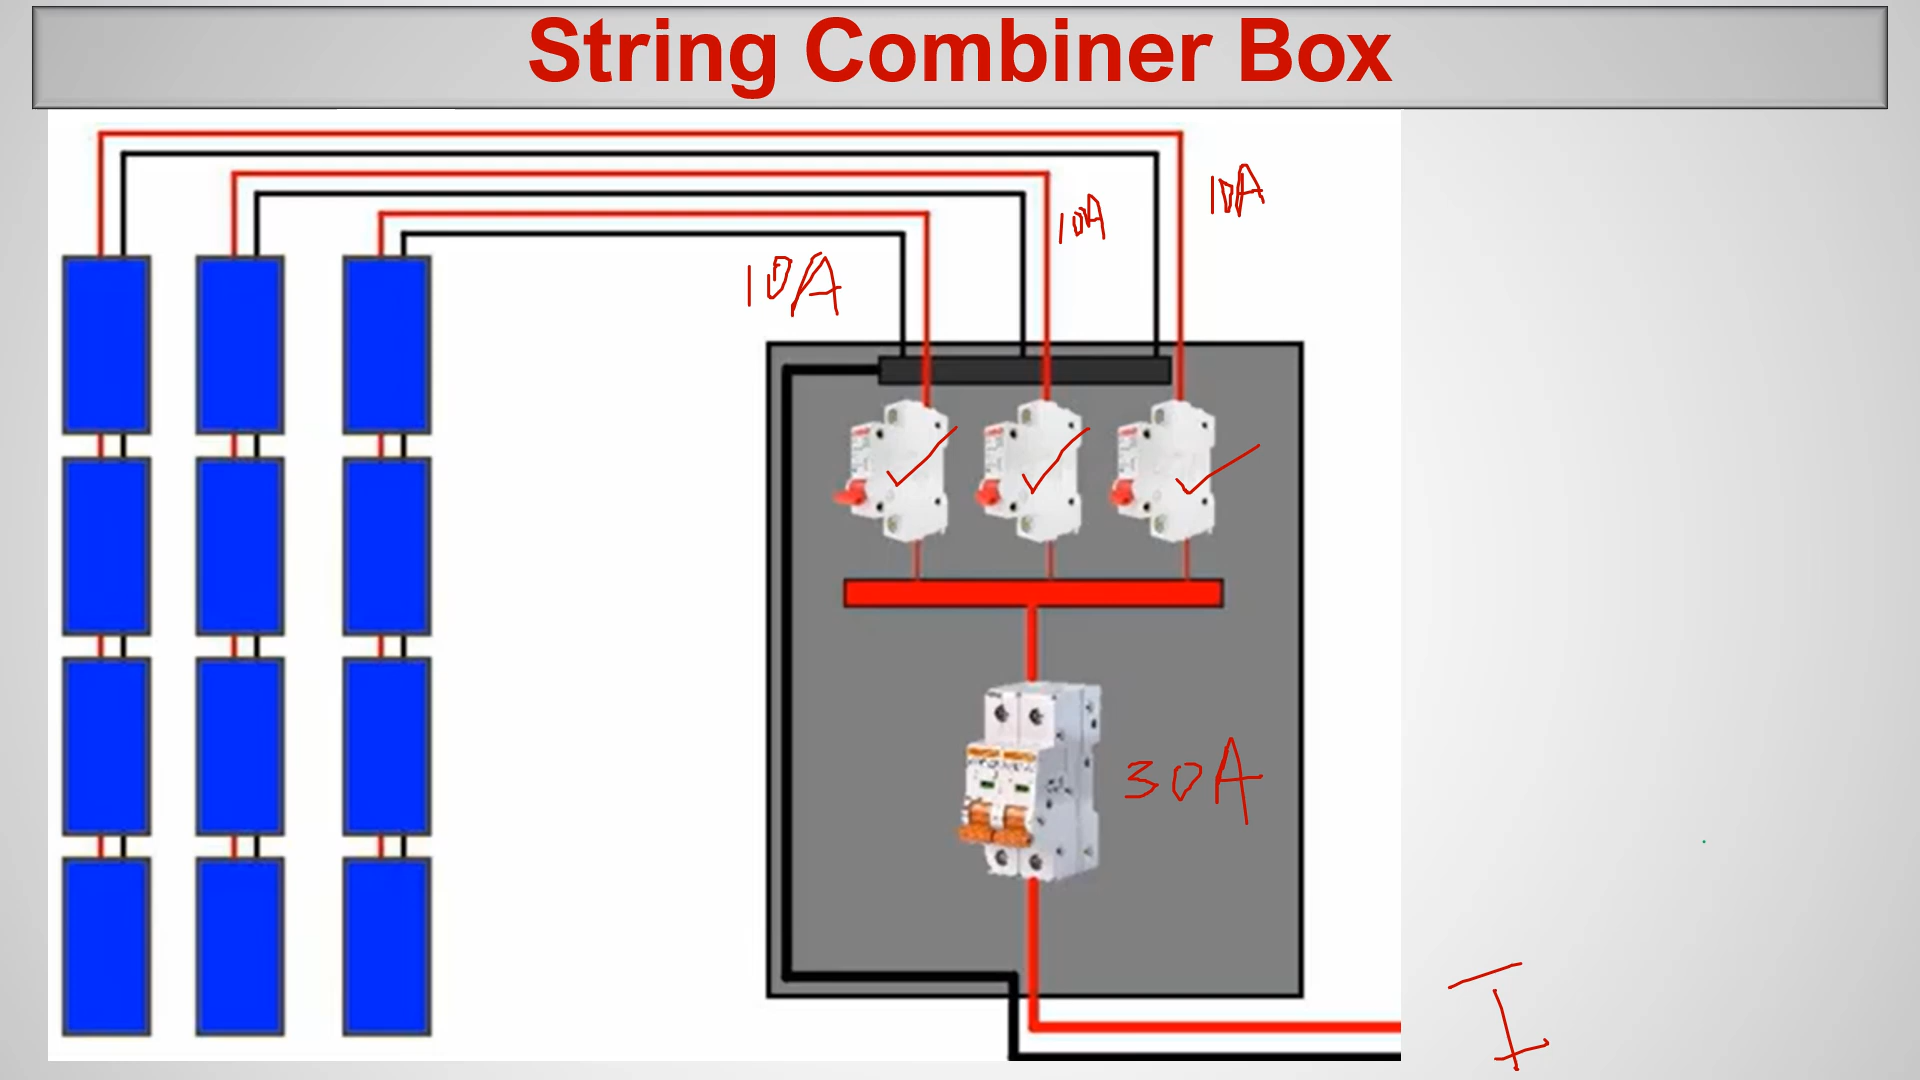 String Combiner Box
10A
10A
10A
30A
I